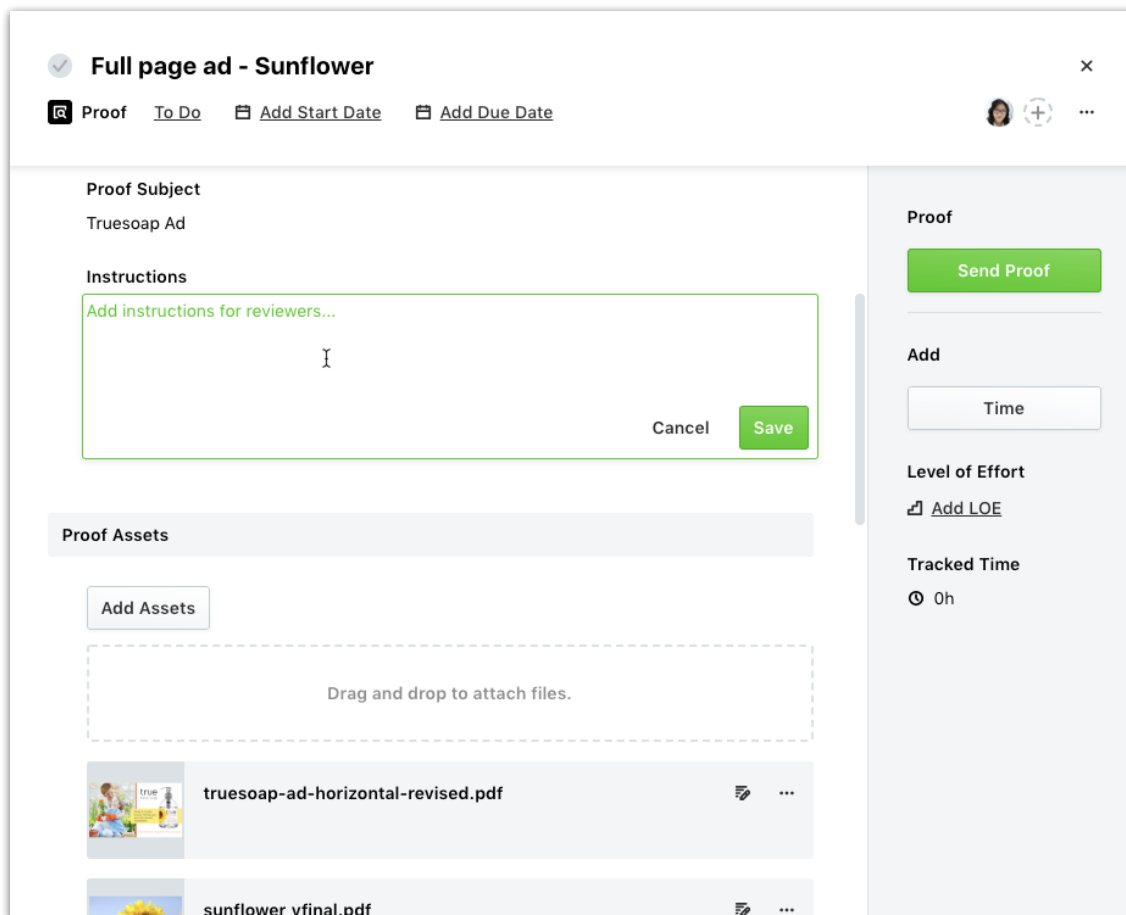 Full page ad - Sunflower
Proof To Do Add Start Date Add Due Date
Proof Subject
Truesoap Ad
Instructions
Add instructions for reviewers...
Cancel Save
Proof Assets
Add Assets
Drag and drop to attach files.
true
truesoap-ad-horizontal-revised.pdf
sunflower_vfinal.pdf
Proof
Send Proof
Add
Time
Level of Effort
Add LOE
Tracked Time
0h